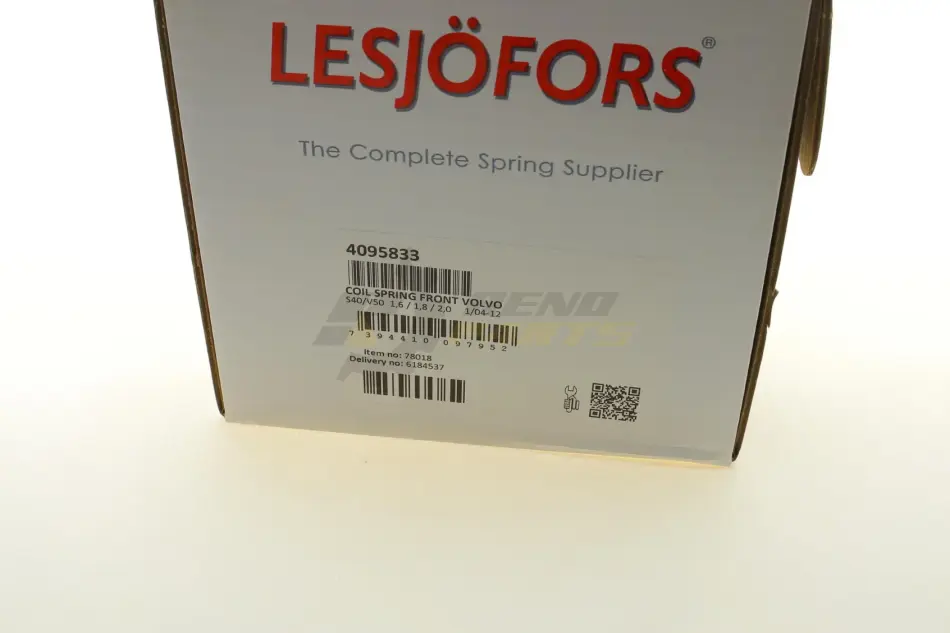 LESJÖFORS®
The Complete Spring Supplier
4095833
COIL SPRING FRONT VOLVO
S40/V50 1,6 / 1,8 / 2,0 1/04-12
7 394410 097952
Item no: 78018
Delivery no: 6184537
PARTS